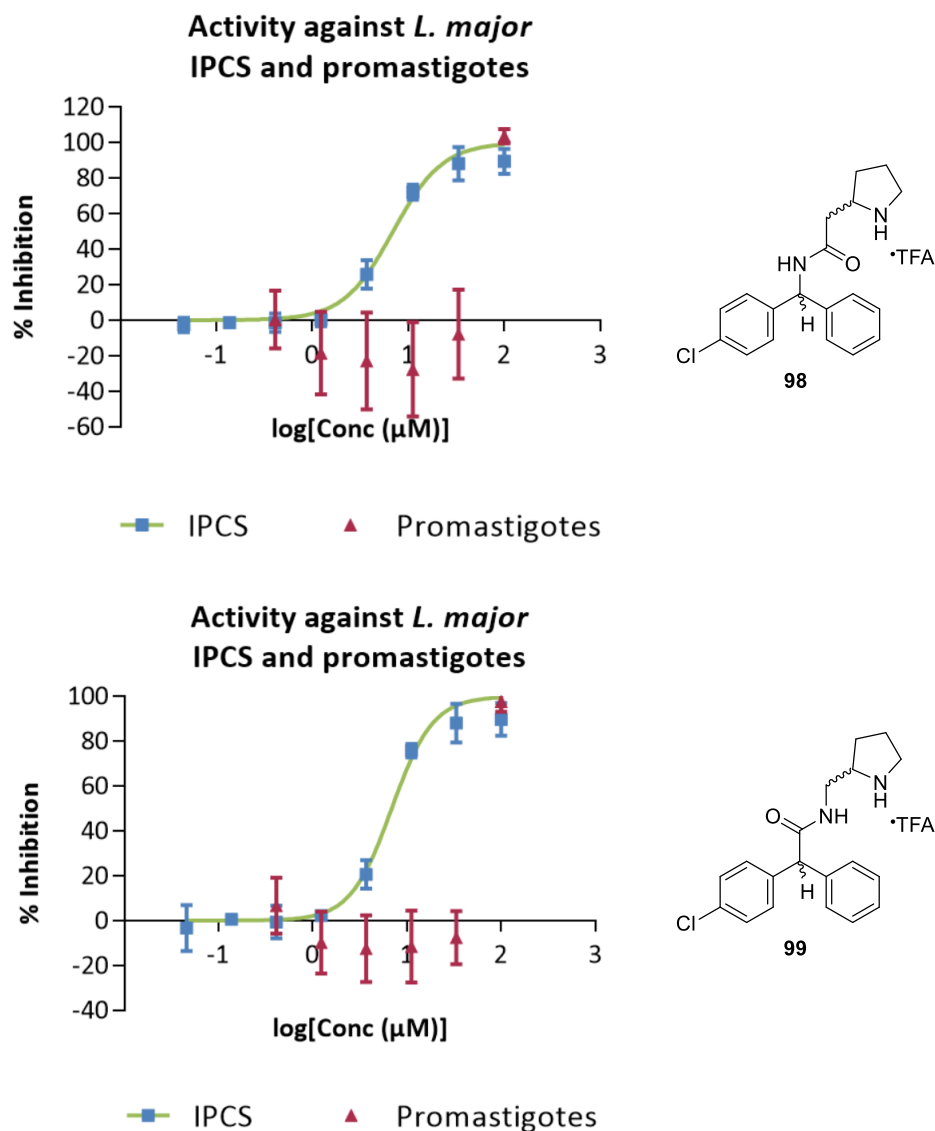 Activity against L. major
IPCS and promastigotes
% Inhibition
120
100
80
60
40
20
0
-20
-40
-60
-1
0
1
2
3
log[Conc (µM)]
IPCS
Promastigotes
NH
O
HN
•TFA
H
Cl
98
Activity against L. major
IPCS and promastigotes
% Inhibition
100
80
60
40
20
0
-20
-40
-1
0
1
2
3
log[Conc (µM)]
IPCS
Promastigotes
N
H
O
NH
•TFA
H
Cl
99